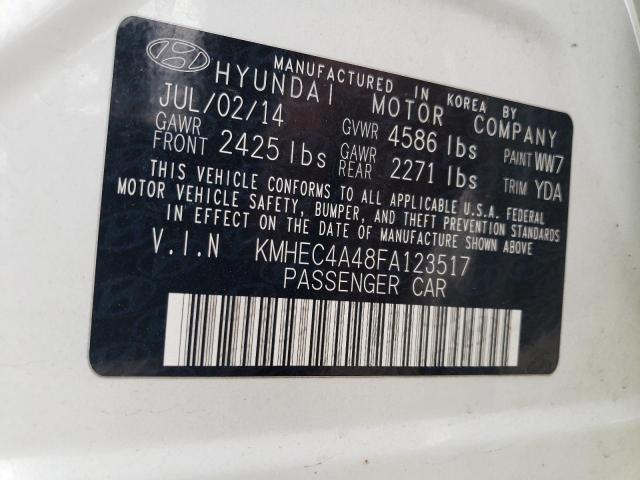 MANUFACTURED IN KOREA BY
HYUNDAI MOTOR COMPANY
JUL/02/14 GVWR 4586 lbs PAINT WW7
GAWR FRONT 2425 lbs GAWR REAR 2271 lbs TRIM YDA
THIS VEHICLE CONFORMS TO ALL APPLICABLE U.S.A. FEDERAL
MOTOR VEHICLE SAFETY, BUMPER, AND THEFT PREVENTION STANDARDS
IN EFFECT ON THE DATE OF MANUFACTURE SHOWN ABOVE
V.I.N KMHEC4A48FA123517
PASSENGER CAR